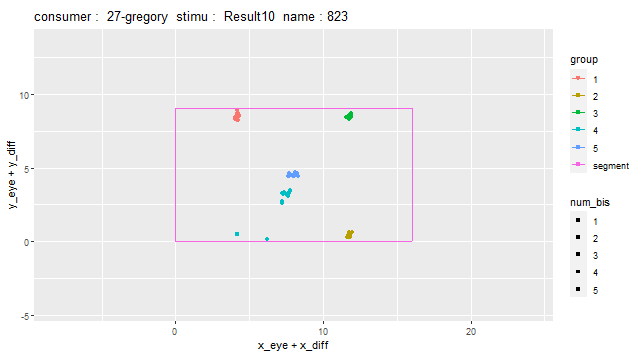 consumer : 27-gregory stimu : Result10 name : 823
group
1
2
3
4
5
segment
num_bis
1
2
3
4
5
10
5
0
-5
y_eye + y_diff
0
10
20
x_eye + x_diff